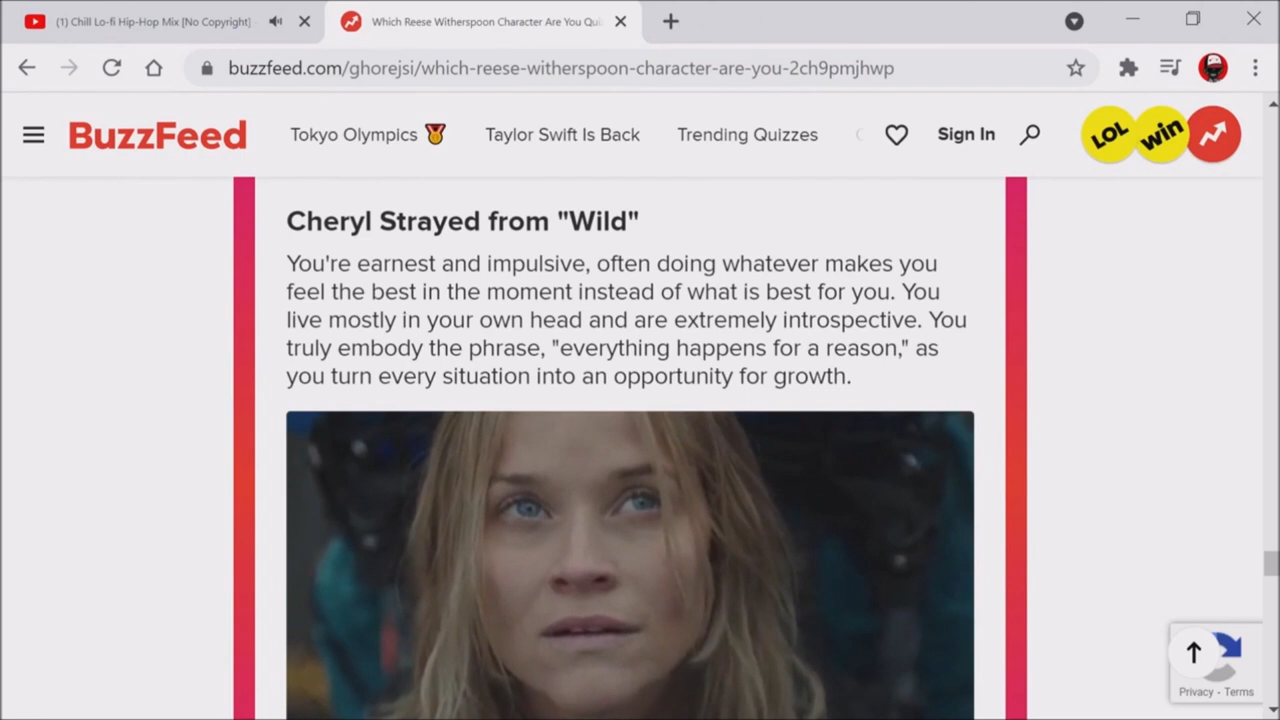 (1) Chill Lo-fi Hip-Hop Mix [No Copyright]
Which Reese Witherspoon Character Are You Qui
buzzfeed.com/ghorejsi/which-reese-witherspoon-character-are-you-2ch9pmjhwp
BuzzFeed
Tokyo Olympics
Taylor Swift Is Back
Trending Quizzes
Sign In
LOL
win
Cheryl Strayed from "Wild"
You're earnest and impulsive, often doing whatever makes you
feel the best in the moment instead of what is best for you. You
live mostly in your own head and are extremely introspective. You
truly embody the phrase, "everything happens for a reason," as
you turn every situation into an opportunity for growth.
Privacy - Terms